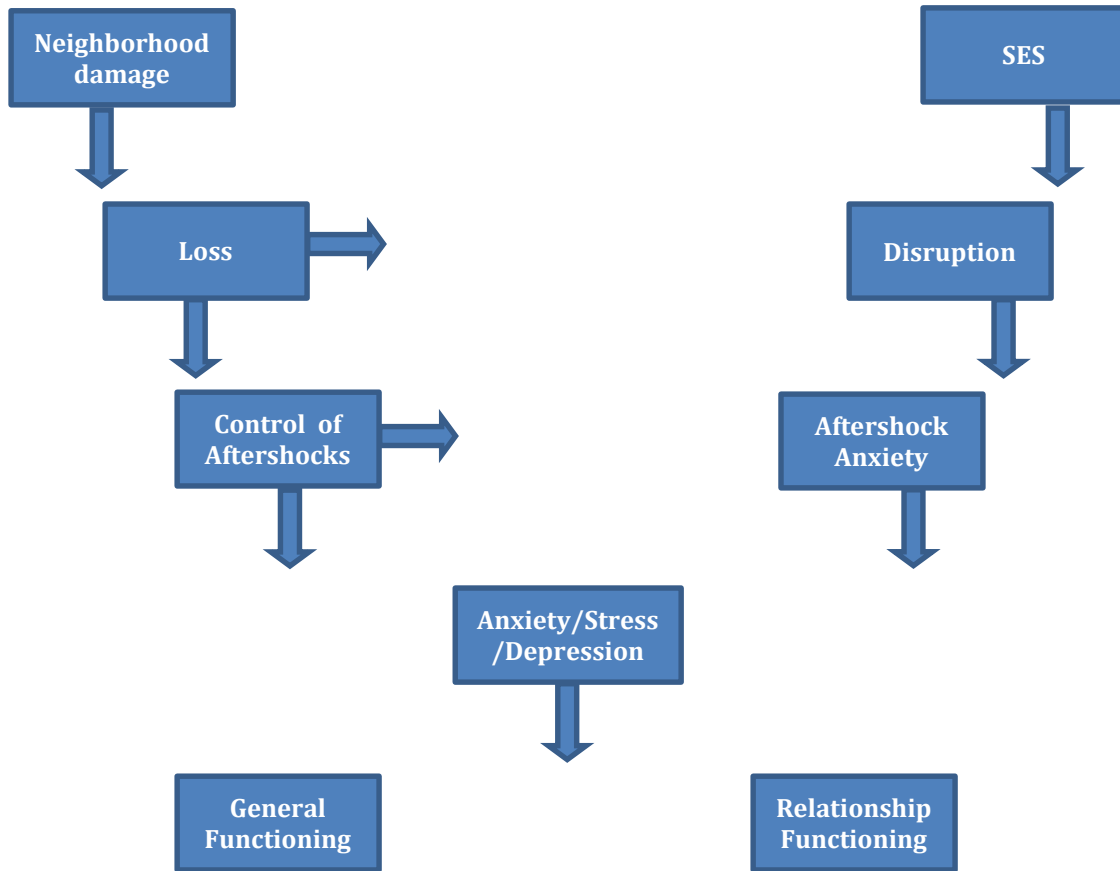 Neighborhood
damage
SES
Loss
Disruption
Control of
Aftershocks
Aftershock
Anxiety
Anxiety/Stress
/Depression
General
Functioning
Relationship
Functioning